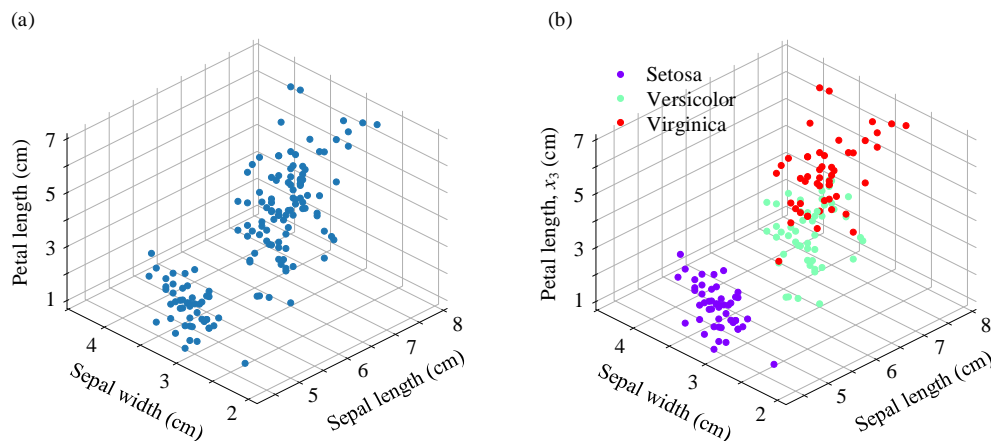 (a)
Petal length (cm)
7
5
3
1
4
3
2
Sepal width (cm)
5
6
7
8
Sepal length (cm)
(b)
Setosa
Versicolor
Virginica
Petal length, x₃ (cm)
7
5
3
1
4
3
2
Sepal width (cm)
5
6
7
8
Sepal length (cm)